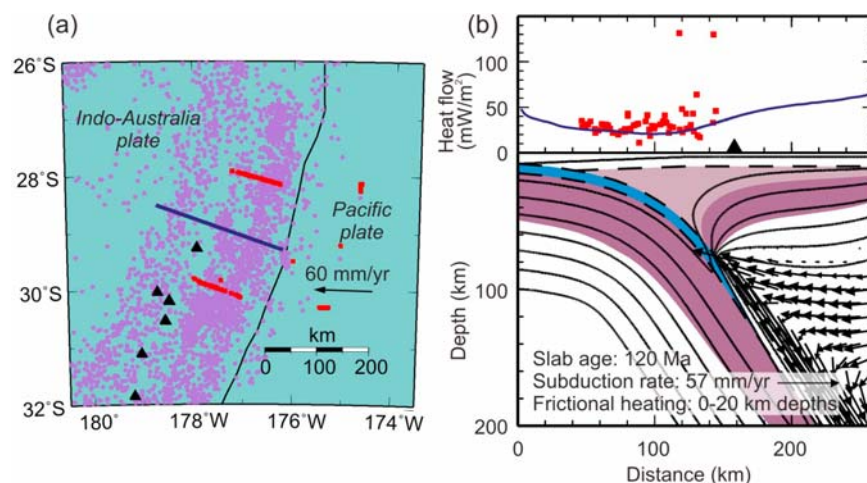 (a)
26°S
28°S
30°S
32°S
180°
178°W
176°W
174°W
Indo-Australia
plate
Pacific
plate
60 mm/yr
km
0 100 200
(b)
Heat flow
(mW/m²)
100
50
0
Depth (km)
100
200
Slab age: 120 Ma
Subduction rate: 57 mm/yr
Frictional heating: 0-20 km depths
0 100 200
Distance (km)